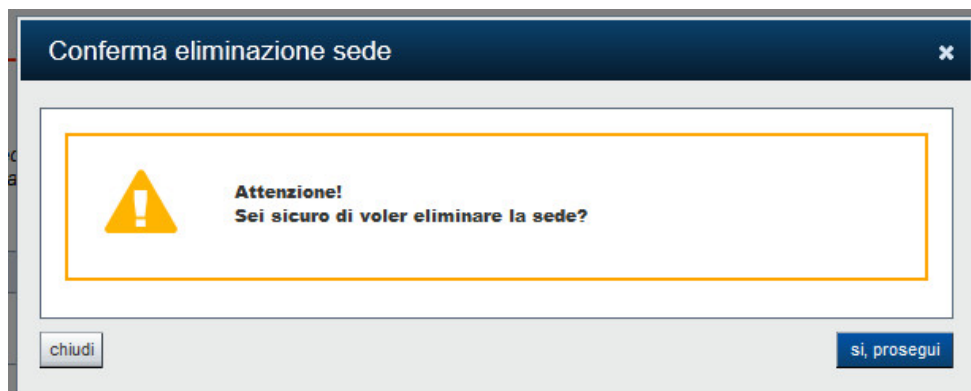 Conferma eliminazione sede
Attenzione!
Sei sicuro di voler eliminare la sede?
chiudi
si, prosegui